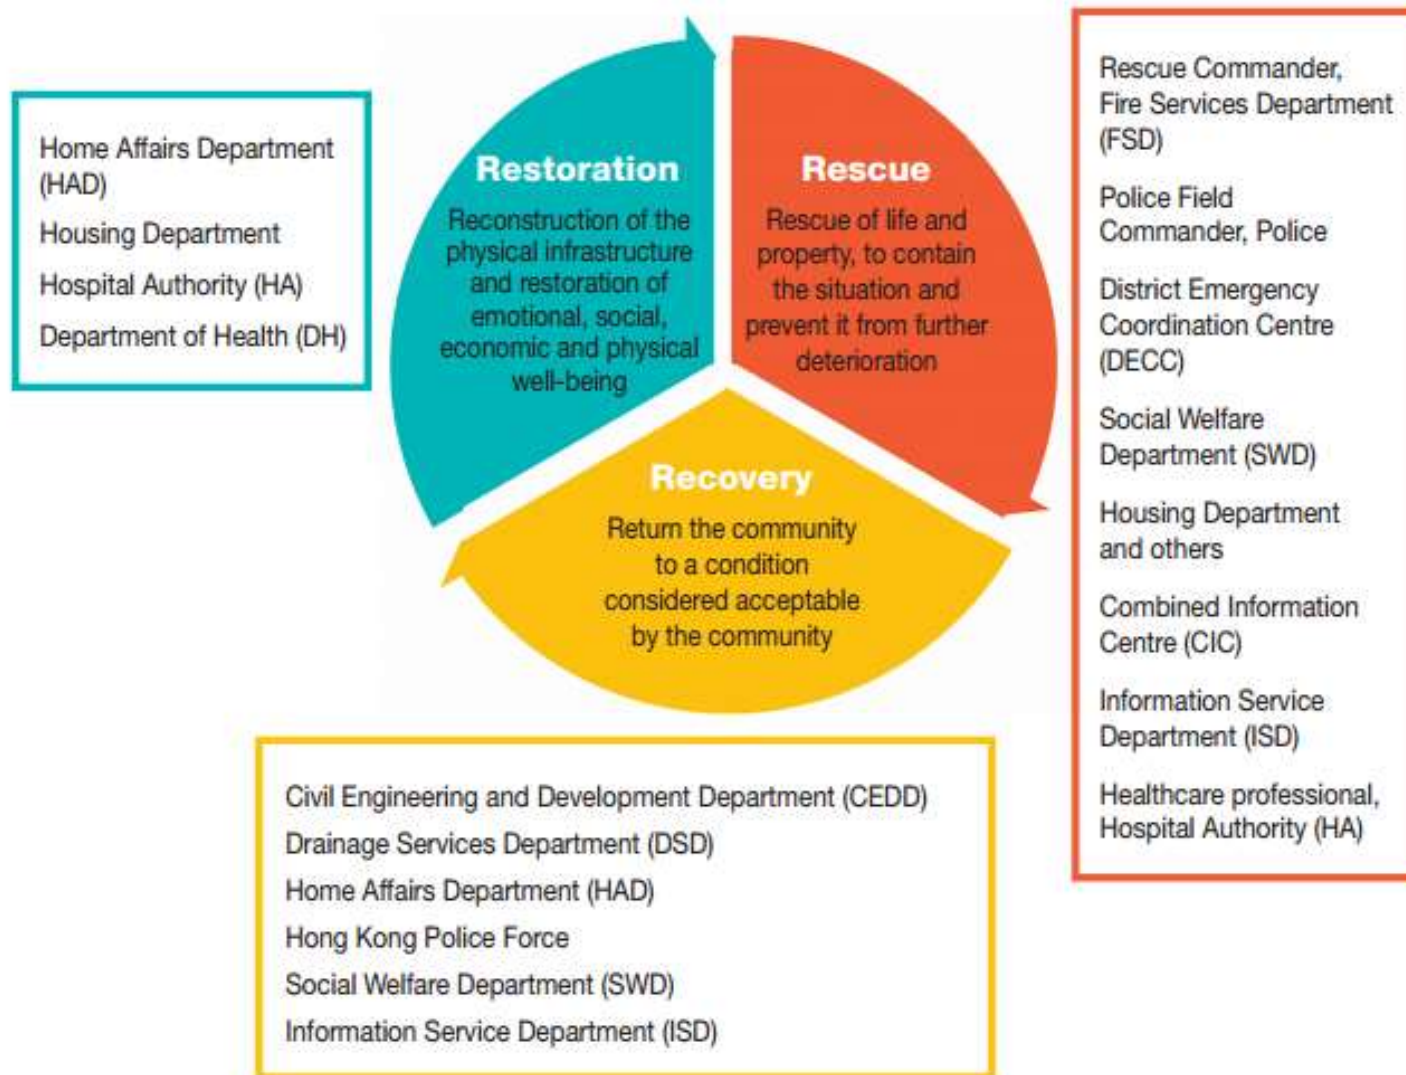 Home Affairs Department
(HAD)
Housing Department
Hospital Authority (HA)
Department of Health (DH)
Restoration
Reconstruction of the
physical infrastructure
and restoration of
emotional, social,
economic and physical
well-being
Rescue
Rescue of life and
property, to contain
the situation and
prevent it from further
deterioration
Recovery
Return the community
to a condition
considered acceptable
by the community
Rescue Commander,
Fire Services Department
(FSD)
Police Field
Commander, Police
District Emergency
Coordination Centre
(DECC)
Social Welfare
Department (SWD)
Housing Department
and others
Combined Information
Centre (CIC)
Information Service
Department (ISD)
Healthcare professional,
Hospital Authority (HA)
Civil Engineering and Development Department (CEDD)
Drainage Services Department (DSD)
Home Affairs Department (HAD)
Hong Kong Police Force
Social Welfare Department (SWD)
Information Service Department (ISD)